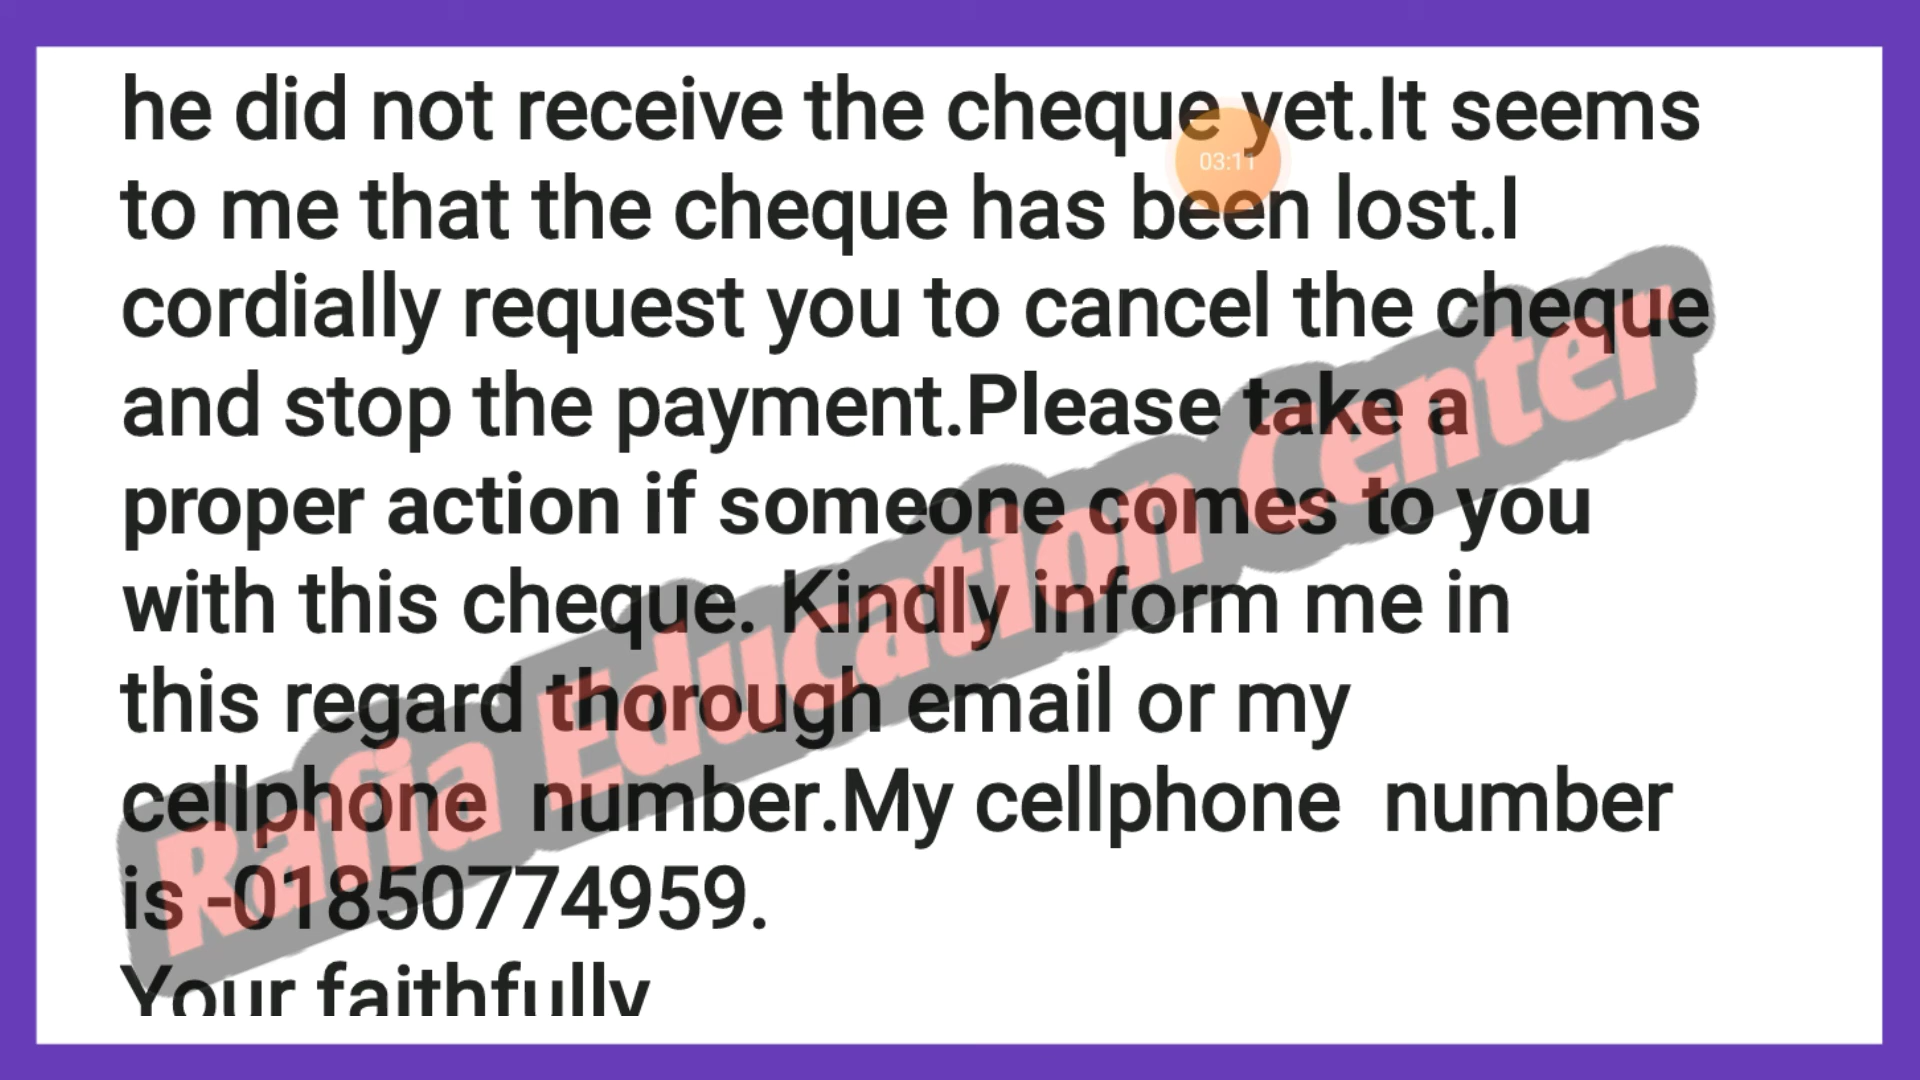 he did not receive the cheque yet.It seems
03:11
to me that the cheque has been lost.I
cordially request you to cancel the cheque
and stop the payment.Please take a
proper action if someone comes to you
with this cheque. Kindly inform me in
this regard thorough email or my
cellphone  number.My cellphone  number
is -01850774959.
Your faithfully
Rafia Education Center